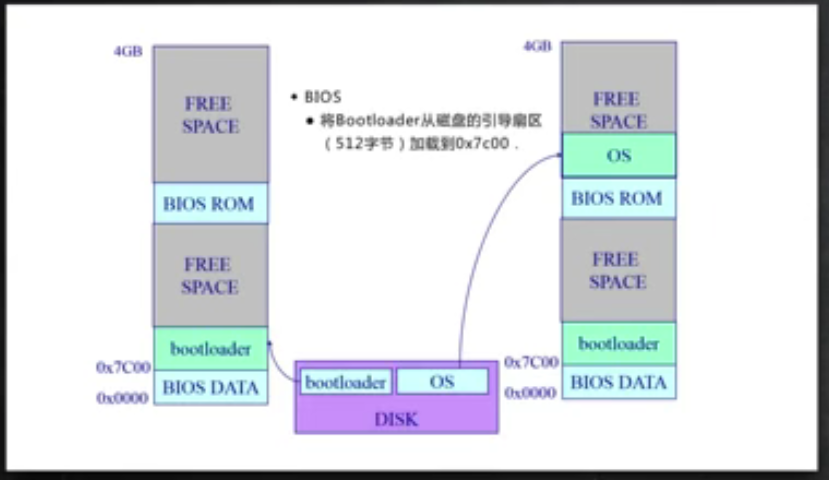 4GB
FREE
SPACE
BIOS ROM
FREE
SPACE
bootloader
0x7C00
BIOS DATA
0x0000
• BIOS
• 将Bootloader从磁盘的引导扇区
（512字节）加载到0x7c00．
bootloader
OS
DISK
4GB
FREE
SPACE
OS
BIOS ROM
FREE
SPACE
bootloader
0x7C00
BIOS DATA
0x0000